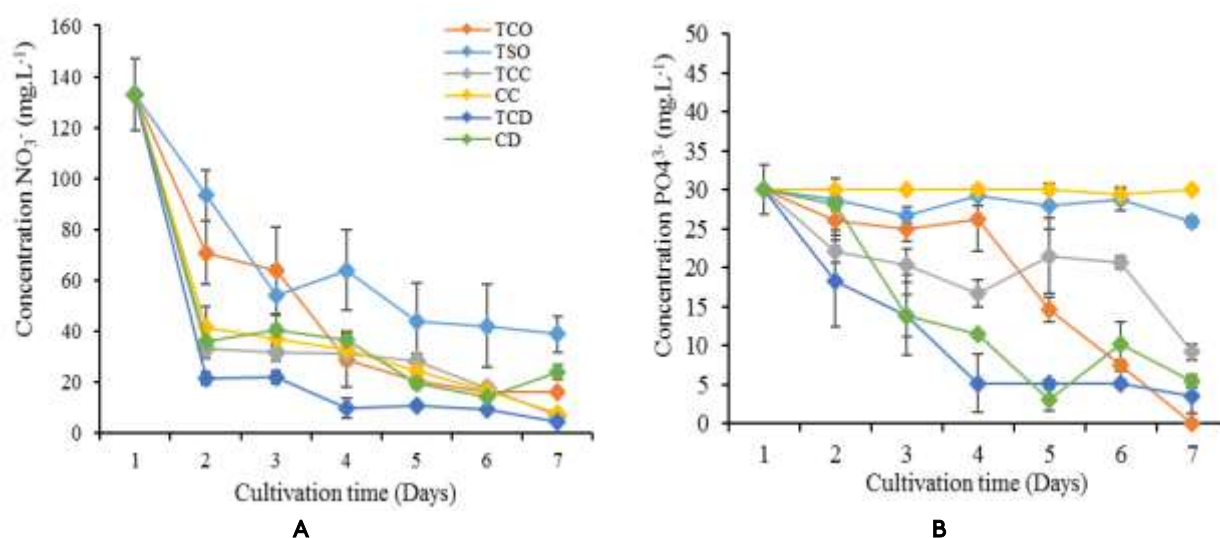 160
140
120
100
80
60
40
20
0
Concentration NO₃⁻ (mg.L⁻¹)
TCO
TSO
TCC
CC
TCD
CD
1 2 3 4 5 6 7
Cultivation time (Days)
A
50
45
40
35
30
25
20
15
10
5
0
Concentration PO4³⁻ (mg.L⁻¹)
1 2 3 4 5 6 7
Cultivation time (Days)
B